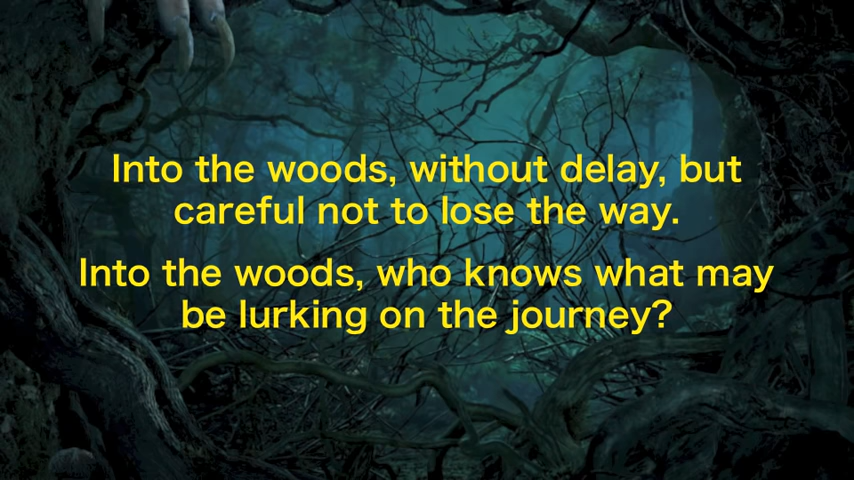 Into the woods, without delay, but
careful not to lose the way.
Into the woods, who knows what may
be lurking on the journey?